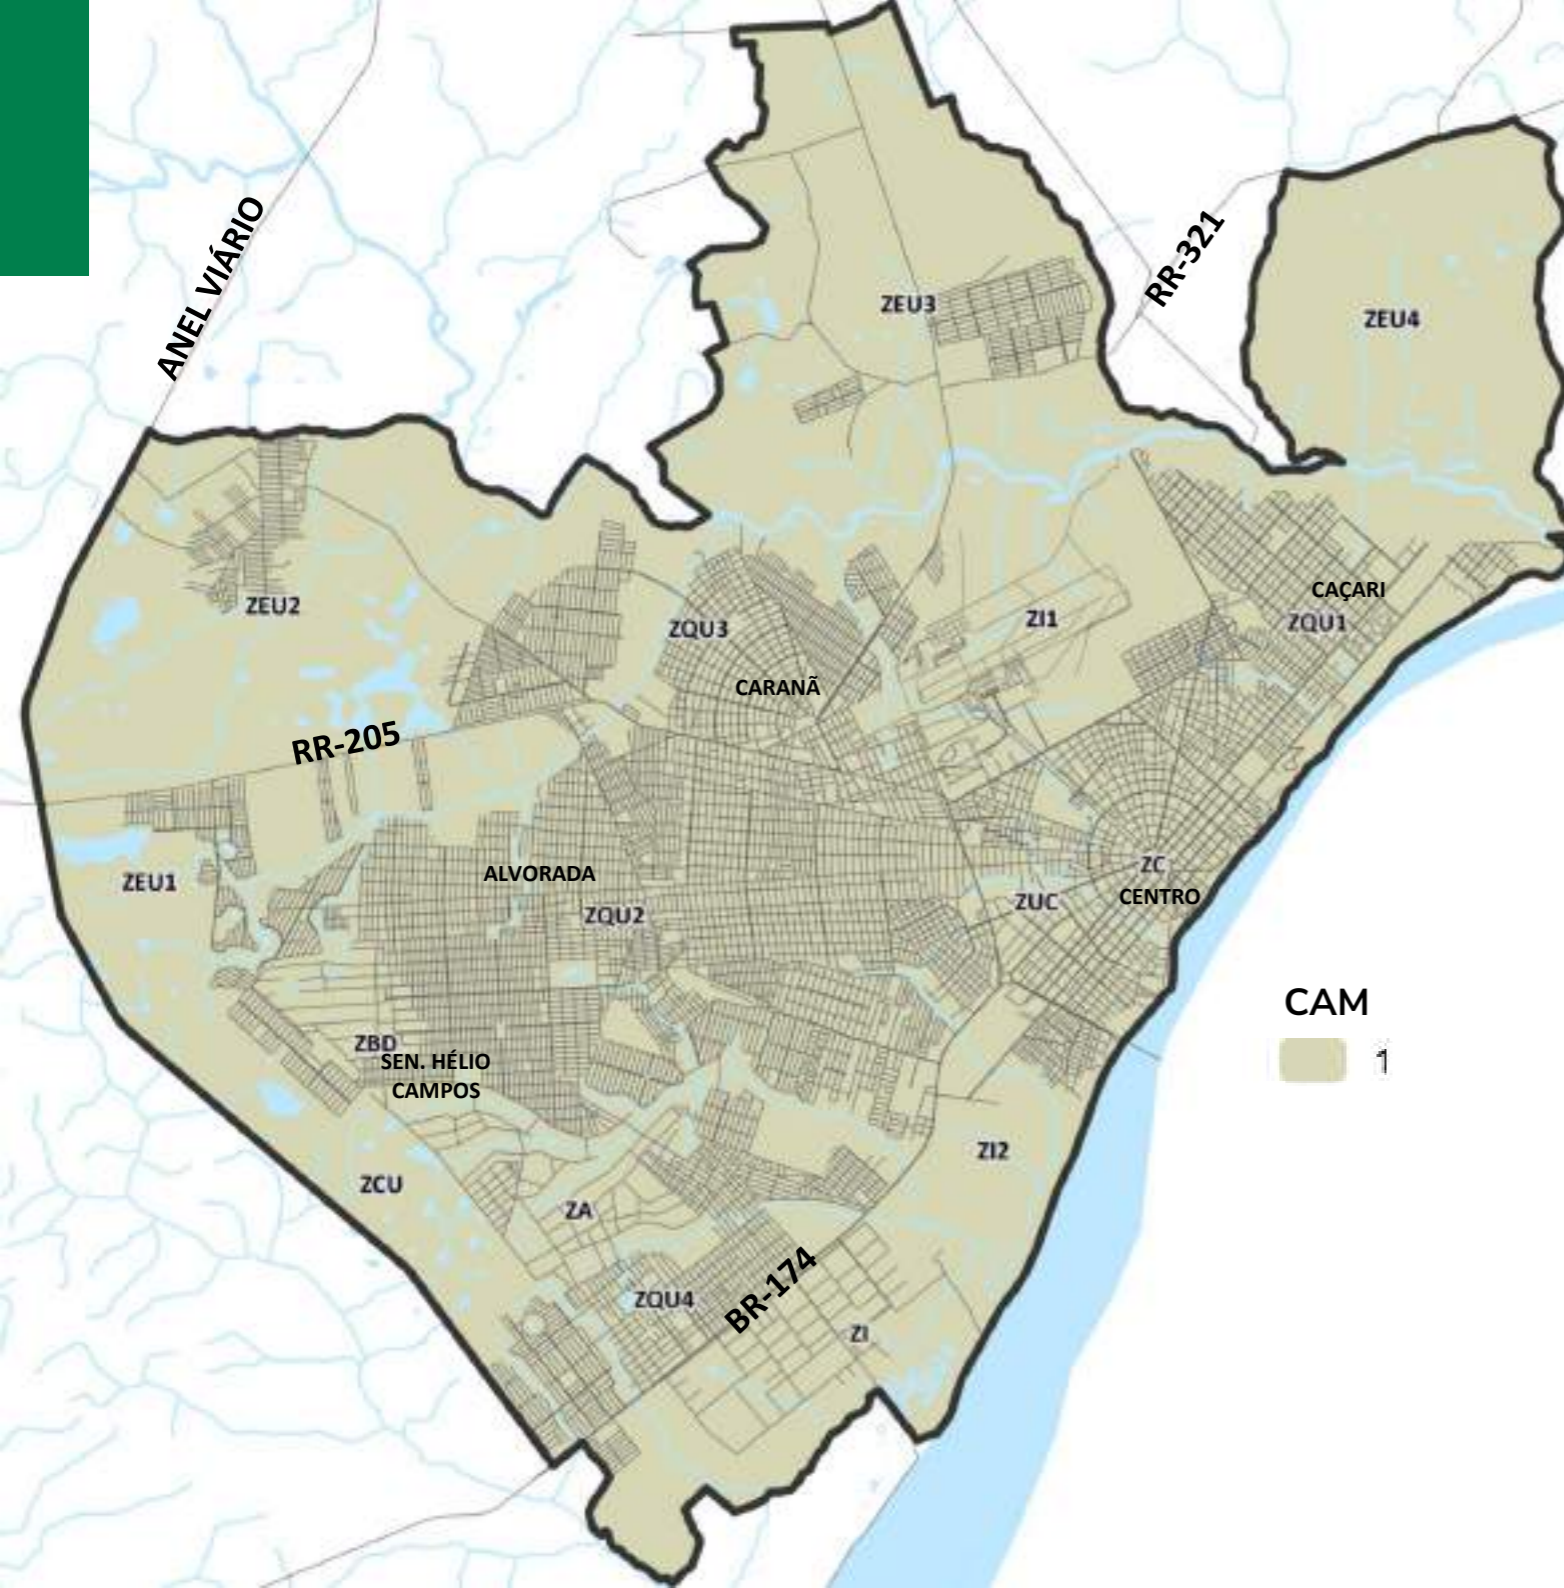 ANEL VIÁRIO
RR-321
ZEU3
ZEU4
CAÇARI
ZEU2
ZI1
ZQU1
ZQU3
CARANÃ
RR-205
ZC
ALVORADA
ZEU1
CENTRO
ZUC
ZQU2
CAM
1
ZBD
SEN. HÉLIO
CAMPOS
ZI2
ZCU
ZA
BR-174
ZQU4
ZI